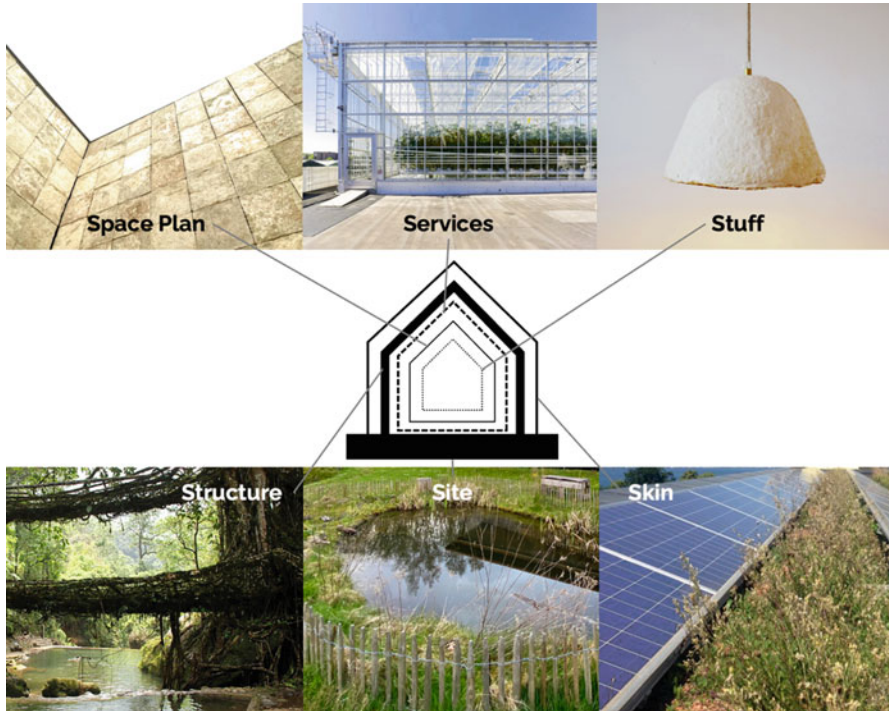 Space Plan
Services
Stuff
Structure
Site
Skin